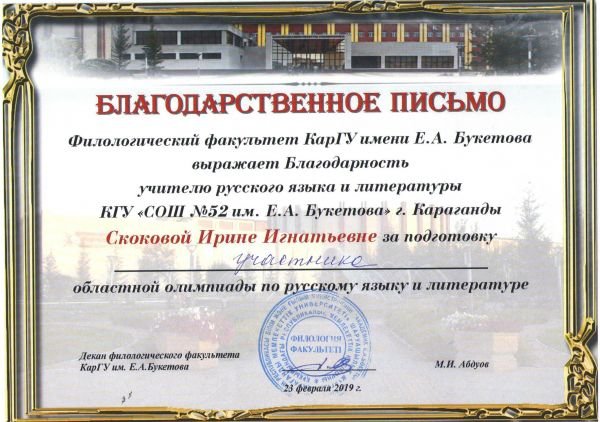 БЛАГОДАРСТВЕННОЕ ПИСЬМО
Филологический факультет КарГУ имени Е.А. Букетова
выражает Благодарность
учителю русского языка и литературы
КГУ «СОШ №52 им. Е.А. Букетова» г. Караганды
Скоковой Ирине Игнатьевне за подготовку
участника
областной олимпиады по русскому языку и литературе
ФИЛОЛОГИЯ
ФАКУЛЬТЕТІ
Декан филологического факультета
КарГУ им. Е.А.Букетова
М.И. Абдуов
23 февраля 2019 г.